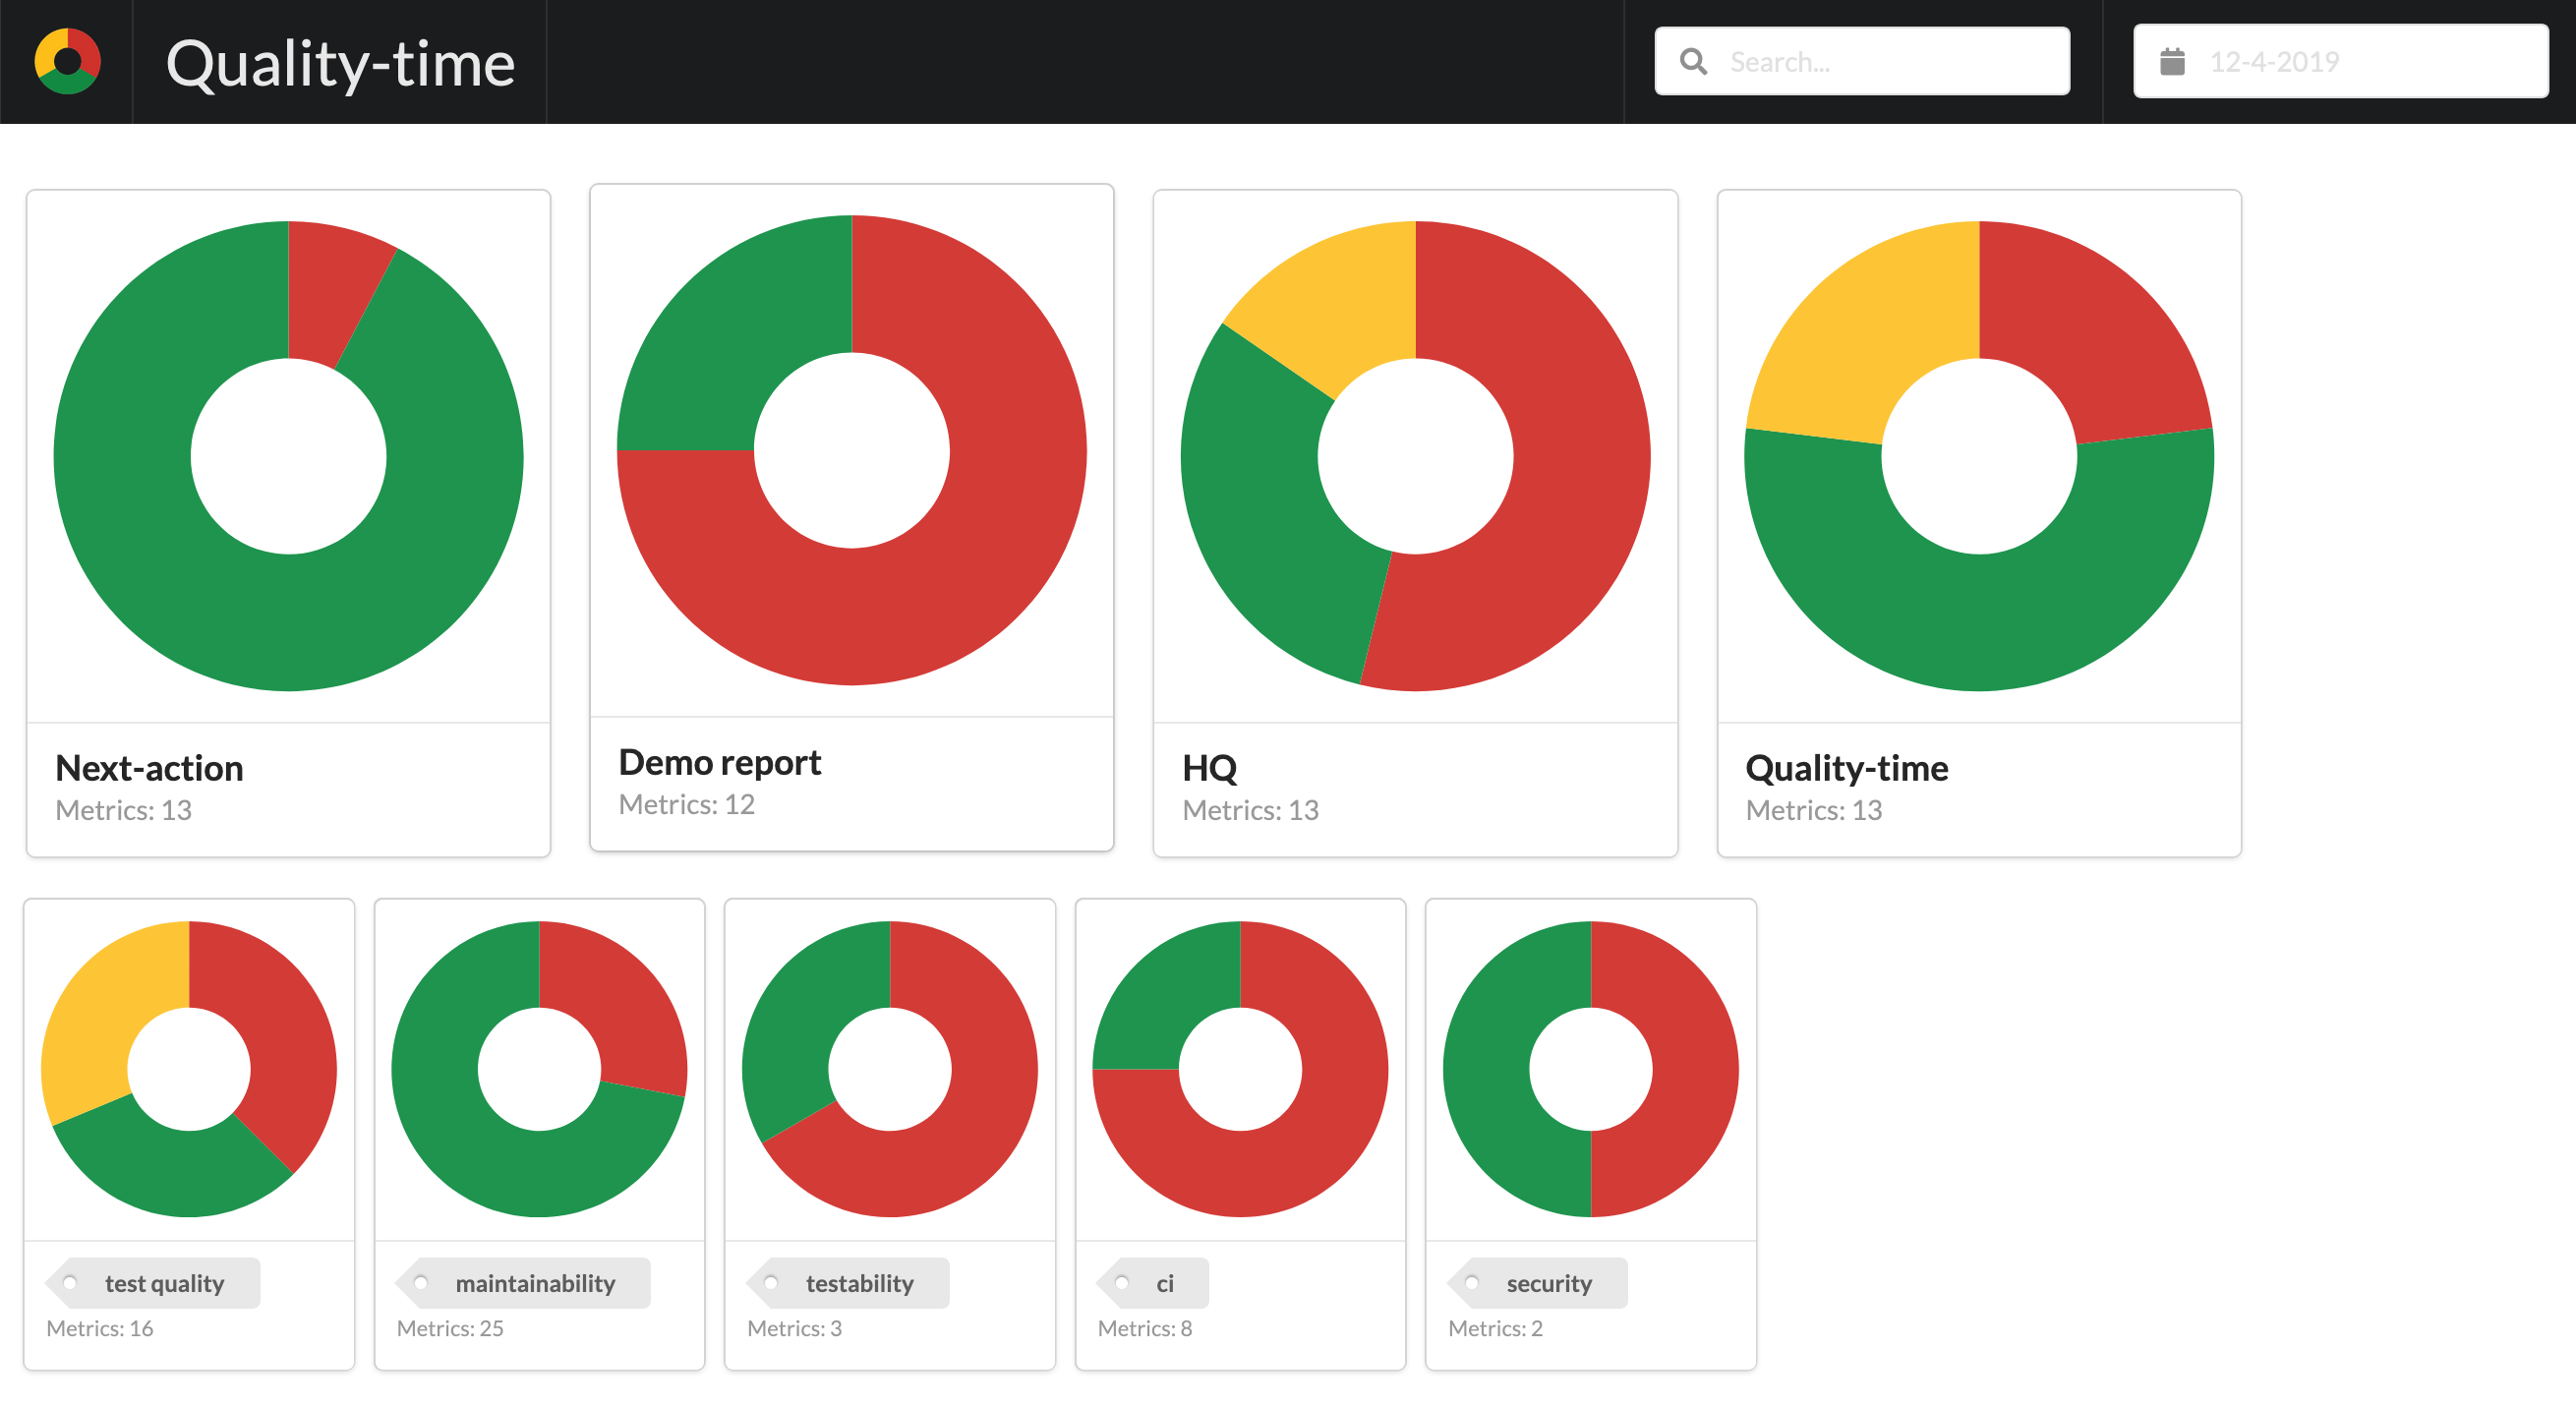 Quality-time
Search...
12-4-2019
Next-action
Metrics: 13
Demo report
Metrics: 12
HQ
Metrics: 13
Quality-time
Metrics: 13
test quality
Metrics: 16
maintainability
Metrics: 25
testability
Metrics: 3
ci
Metrics: 8
security
Metrics: 2